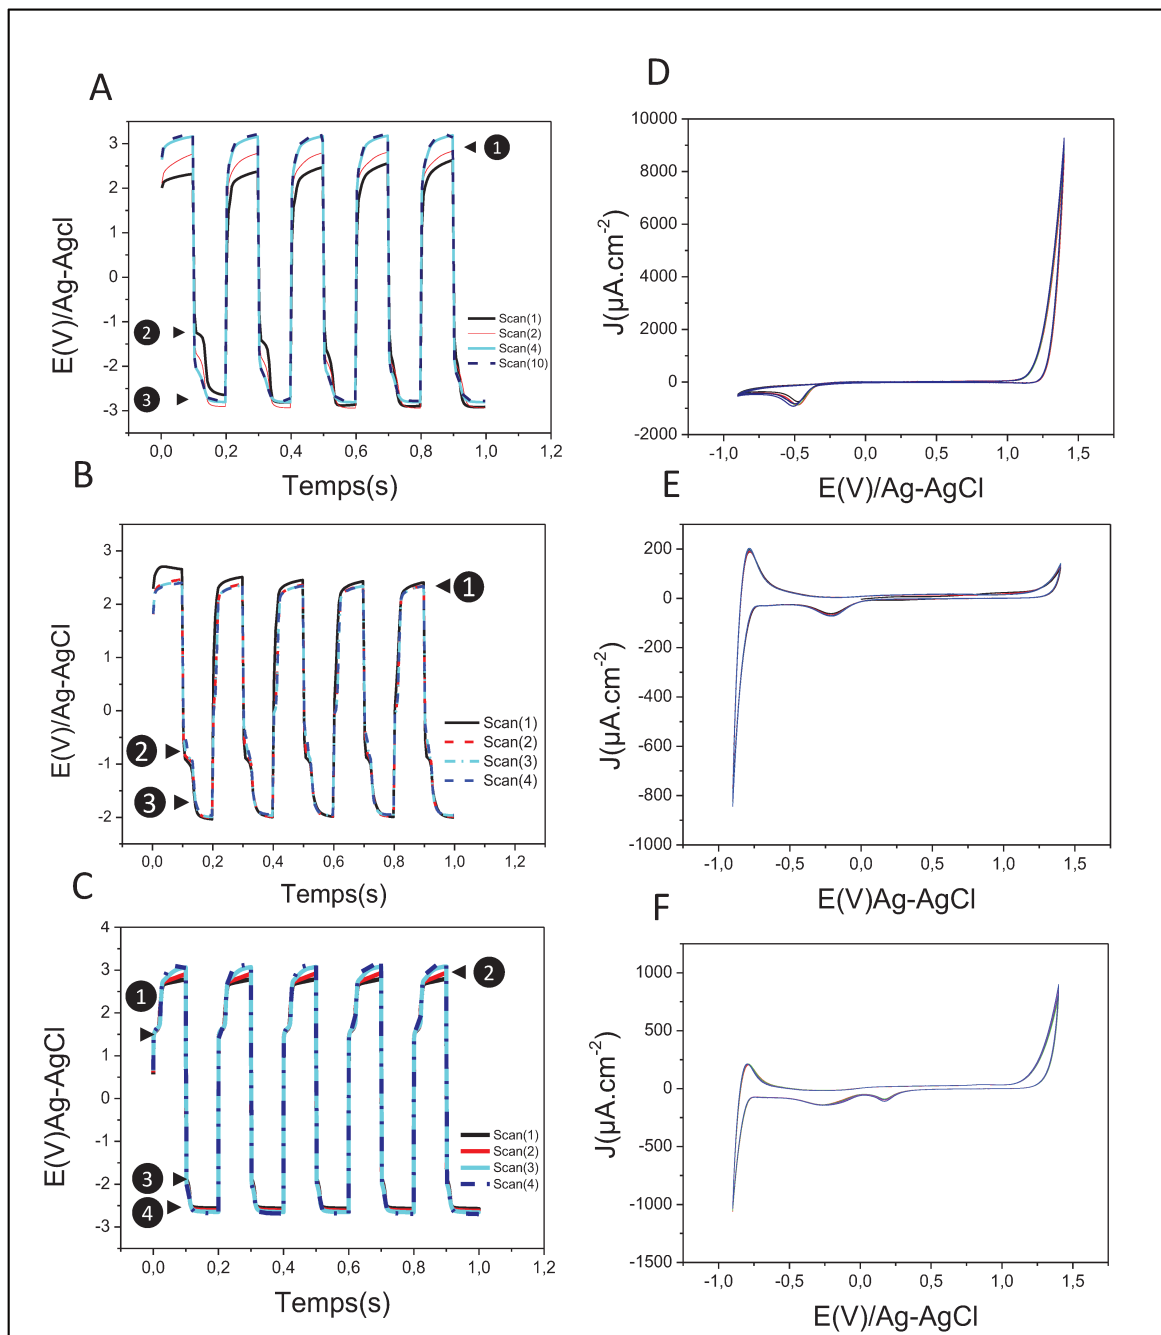 A
E(V)/Ag-Agcl
3
2
1
0
-1
-2
-3
1
2
3
Scan(1)
Scan(2)
Scan(4)
Scan(10)
0,0 0,2 0,4 0,6 0,8 1,0 1,2
Temps(s)
D
J(µA.cm-2)
10000
8000
6000
4000
2000
0
-2000
-1,0 -0,5 0,0 0,5 1,0 1,5
E(V)/Ag-AgCl
B
E(V)/Ag-AgCl
3
2
1
0
-1
-2
1
2
3
Scan(1)
Scan(2)
Scan(3)
Scan(4)
0,0 0,2 0,4 0,6 0,8 1,0 1,2
Temps(s)
E
J(µA.cm-2)
200
0
-200
-400
-600
-800
-1000
-1,0 -0,5 0,0 0,5 1,0 1,5
E(V)Ag-AgCl
C
E(V)Ag-AgCl
4
3
2
1
0
-1
-2
-3
1
2
3
4
Scan(1)
Scan(2)
Scan(3)
Scan(4)
0,0 0,2 0,4 0,6 0,8 1,0 1,2
Temps(s)
F
J(µA.cm-2)
1000
500
0
-500
-1000
-1500
-1,0 -0,5 0,0 0,5 1,0 1,5
E(V)/Ag-AgCl